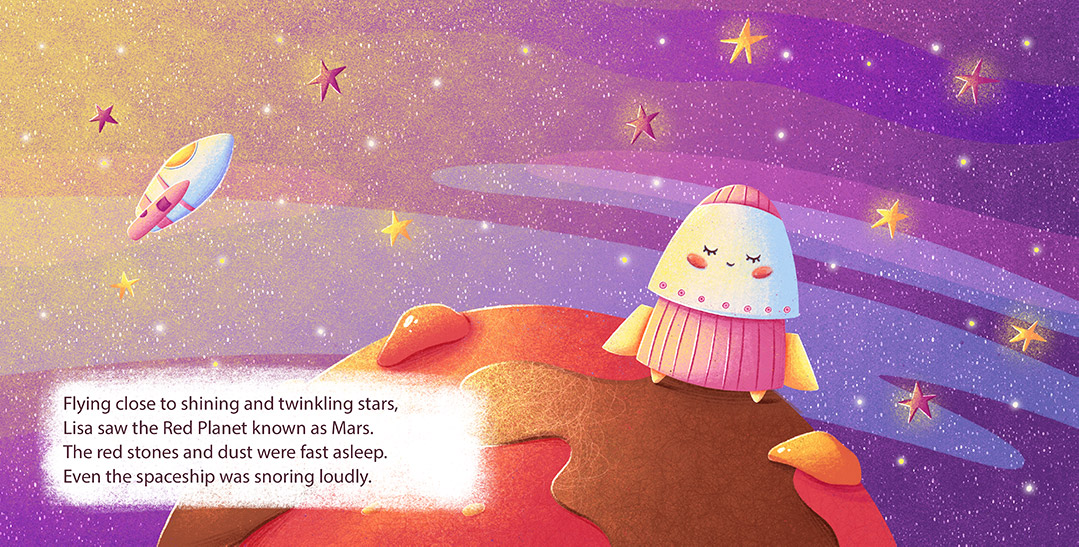 Flying close to shining and twinkling stars,
Lisa saw the Red Planet known as Mars.
The red stones and dust were fast asleep.
Even the spaceship was snoring loudly.